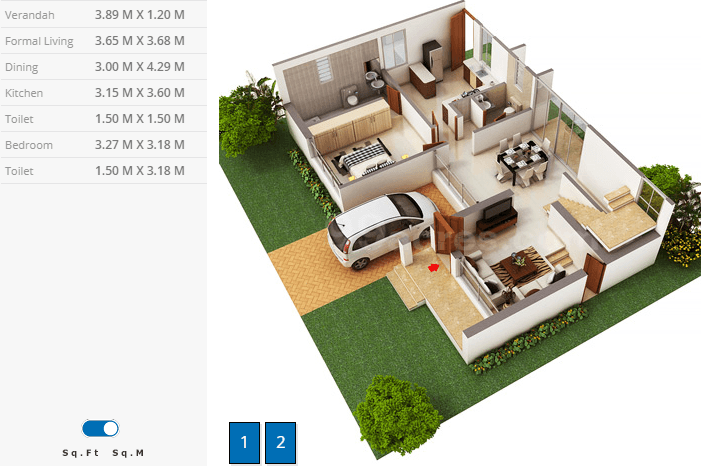 Verandah 3.89 M X 1.20 M
Formal Living 3.65 M X 3.68 M
Dining 3.00 M X 4.29 M
Kitchen 3.15 M X 3.60 M
Toilet 1.50 M X 1.50 M
Bedroom 3.27 M X 3.18 M
Toilet 1.50 M X 3.18 M
Sq.Ft Sq.M
1 2